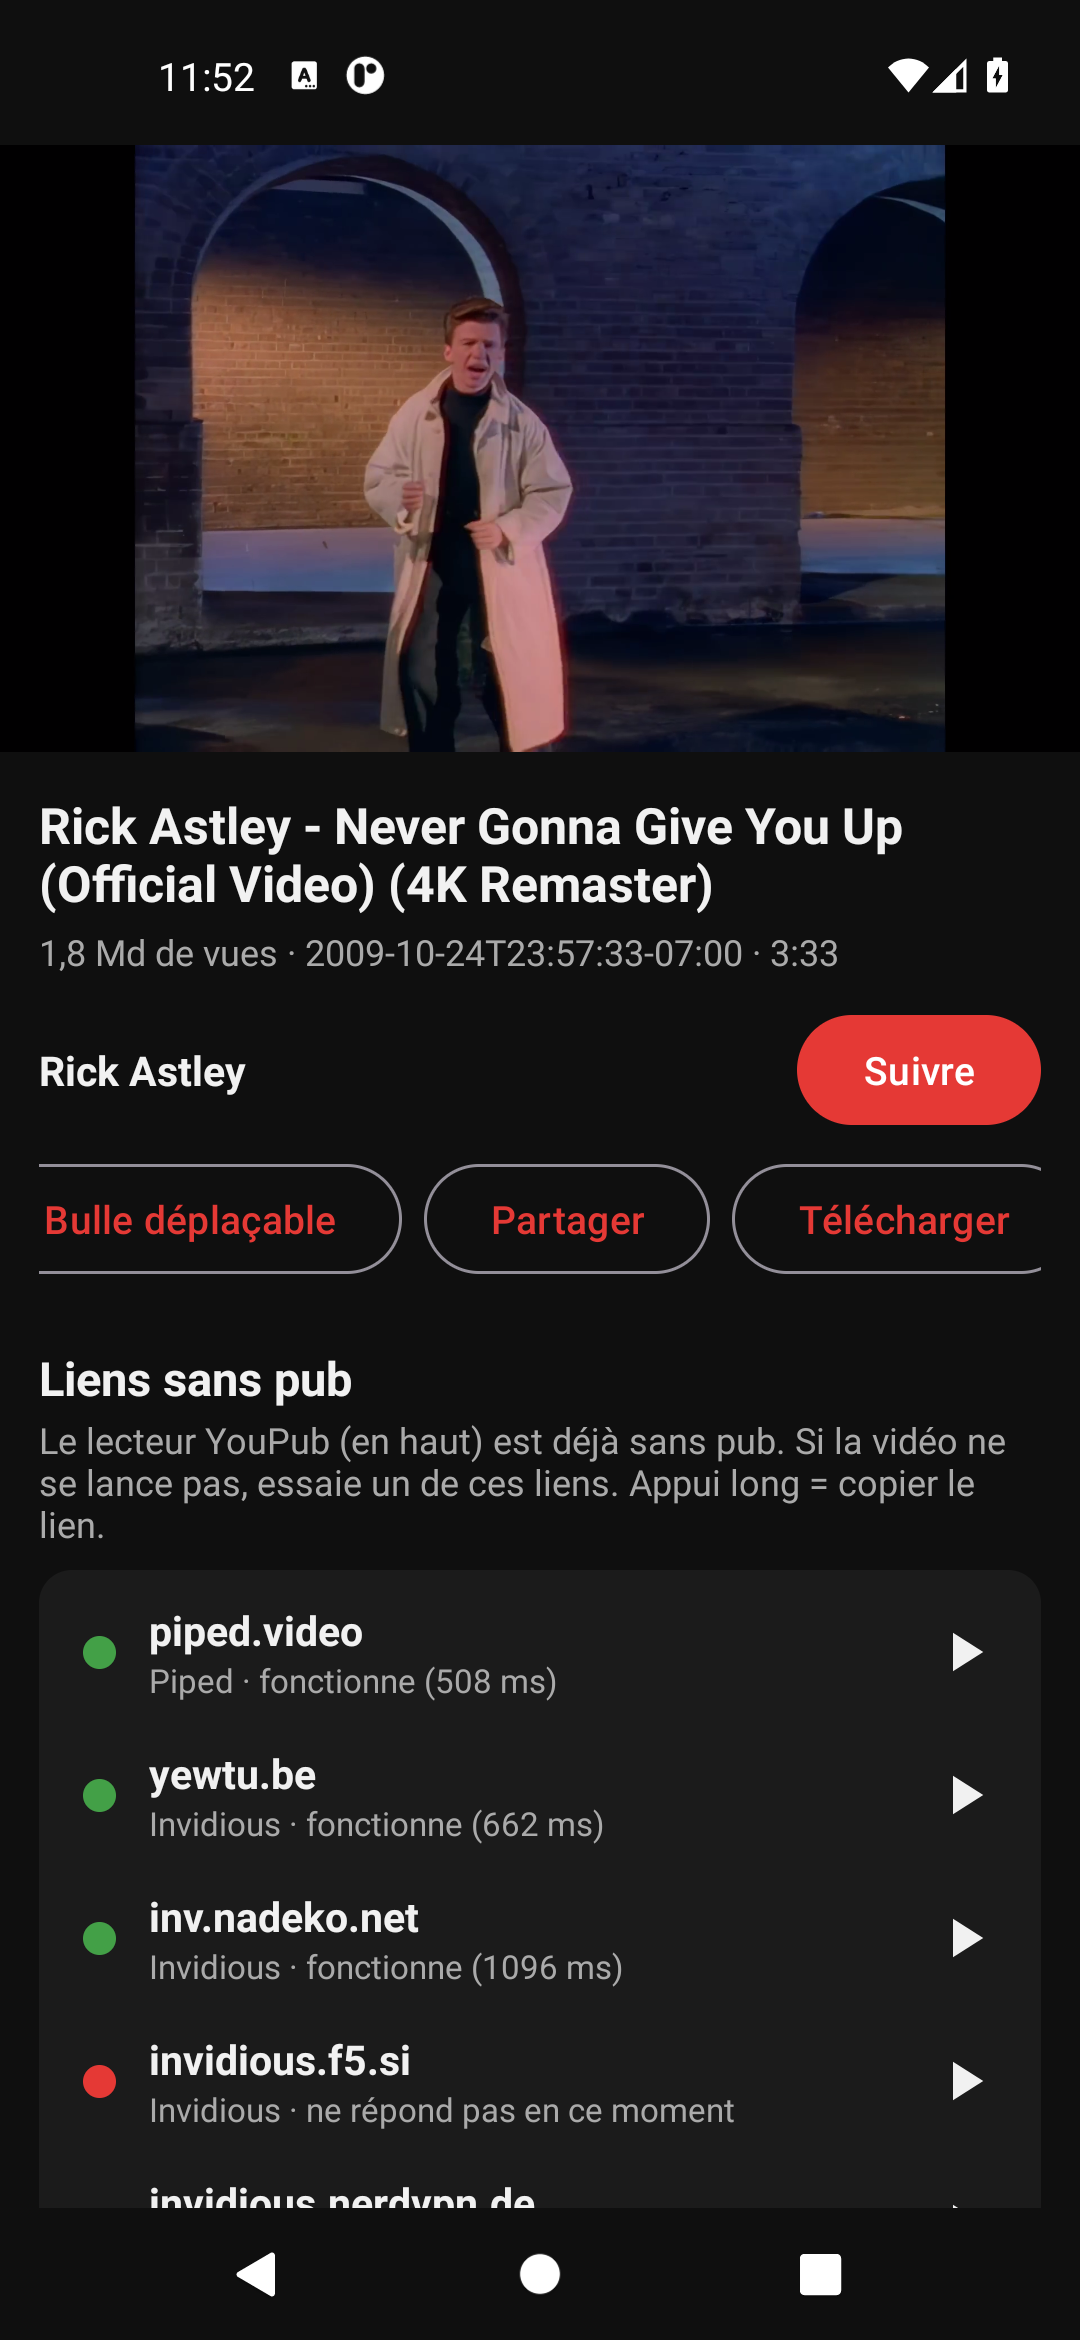 11:52
Rick Astley - Never Gonna Give You Up
(Official Video) (4K Remaster)
1,8 Md de vues · 2009-10-24T23:57:33-07:00 · 3:33
Rick Astley
Suivre
Bulle déplaçable
Partager
Télécharger
Liens sans pub
Le lecteur YouPub (en haut) est déjà sans pub. Si la vidéo ne
se lance pas, essaie un de ces liens. Appui long = copier le
lien.
piped.video
Piped · fonctionne (508 ms)
yewtu.be
Invidious · fonctionne (662 ms)
inv.nadeko.net
Invidious · fonctionne (1096 ms)
invidious.f5.si
Invidious · ne répond pas en ce moment
invidious.nerdvpn.de